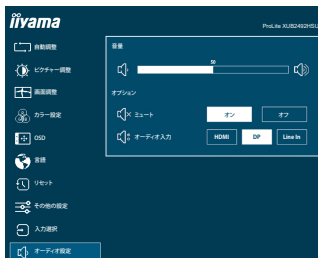 iiyama
ProLite XUB2492HSU
自動調整
ピクチャー調整
画面調整
カラー設定
OSD
言語
リセット
その他の設定
入力選択
オーディオ設定
音量
50
オプション
ミュート
オン
オフ
オーディオ入力
HDMI
DP
Line In